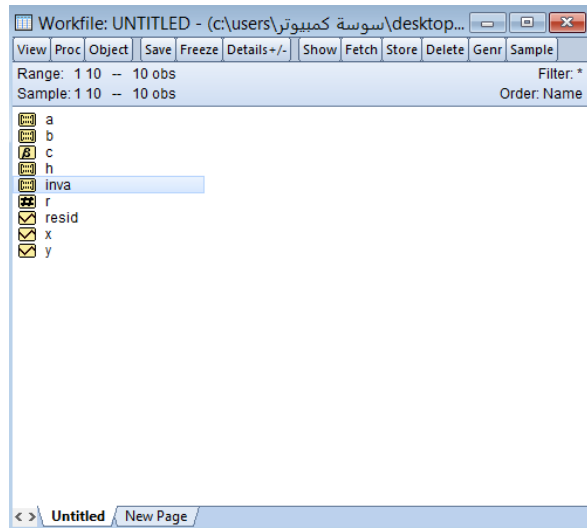 Workfile: UNTITLED - (c:\users\سوسة كمبيوتر\desktop...
View Proc Object Save Freeze Details+/- Show Fetch Store Delete Genr Sample
Range: 1 10 -- 10 obs Filter: *
Sample: 1 10 -- 10 obs Order: Name
a
b
β c
h
inva
r
resid
x
y
< > Untitled New Page